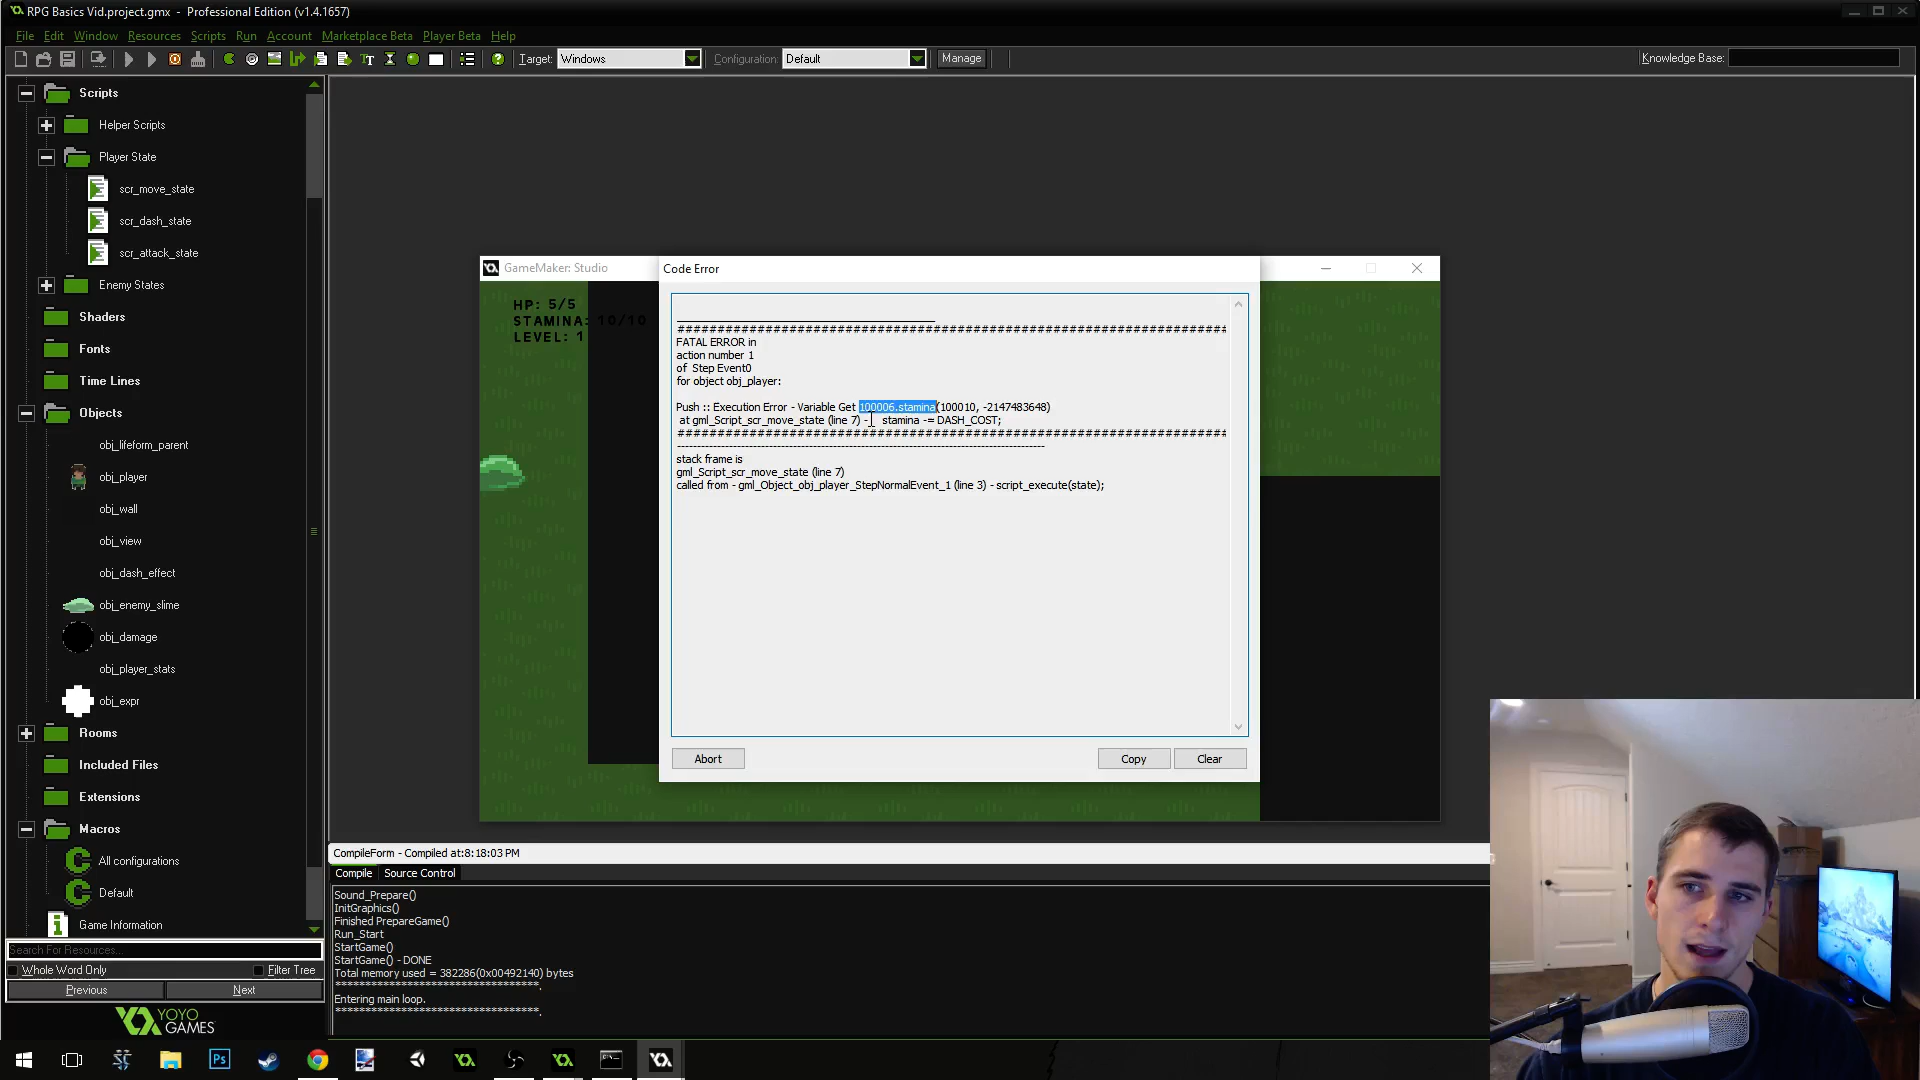 RPG Basics Vid.project.gmx - Professional Edition (v1.4.1657)
File Edit Window Resources Scripts Run Account Marketplace Beta Player Beta Help
Target: Windows Configuration: Default Manage Knowledge Base:
Scripts
Helper Scripts
Player State
scr_move_state
scr_dash_state
scr_attack_state
Enemy States
Shaders
Fonts
Time Lines
Objects
obj_lifeform_parent
obj_player
obj_wall
obj_view
obj_dash_effect
obj_enemy_slime
obj_damage
obj_player_stats
obj_expr
Rooms
Included Files
Extensions
Macros
All configurations
Default
Game Information
Search For Resources...
Whole Word Only Filter Tree
Previous Next
YOYO
GAMES
GameMaker: Studio
HP: 5/5
STAMINA: 10/10
LEVEL: 1
Code Error
FATAL ERROR in
action number 1
of Step Event0
for object obj_player:
Push :: Execution Error - Variable Get 100006.stamina(100010, -2147483648)
at gml_Script_scr_move_state (line 7) - stamina -= DASH_COST;
stack frame is
gml_Script_scr_move_state (line 7)
called from - gml_Object_obj_player_StepNormalEvent_1 (line 3) - script_execute(state);
Abort Copy Clear
CompileForm - Compiled at:8:18:03 PM
Compile Source Control
Sound_Prepare()
InitGraphics()
Finished PrepareGame()
Run_Start
StartGame()
StartGame() - DONE
Total memory used = 382286(0x00492140) bytes
**********************************.
Entering main loop.
**********************************.